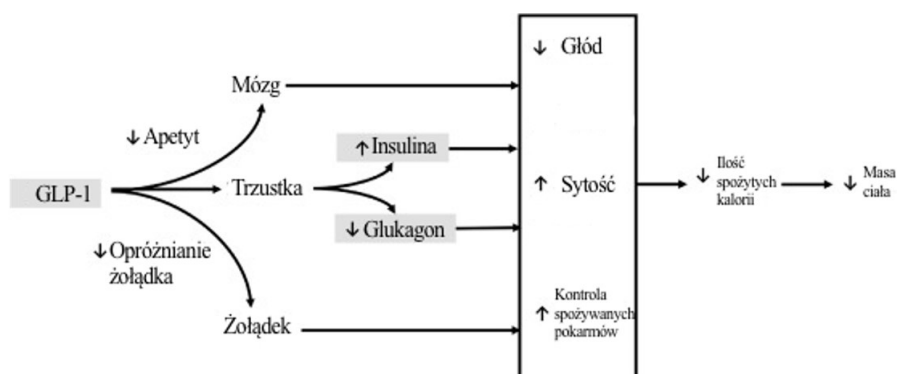 ↓ Głód
Mózg
↓ Apetyt
↑ Insulina
GLP-1
Trzustka
↑ Sytość
↓ Ilość
spożytych
kalorii
↓ Masa
ciała
↓ Glukagon
↓ Opróżnianie
żołądka
↑ Kontrola
spożywanych
pokarmów
Żołądek